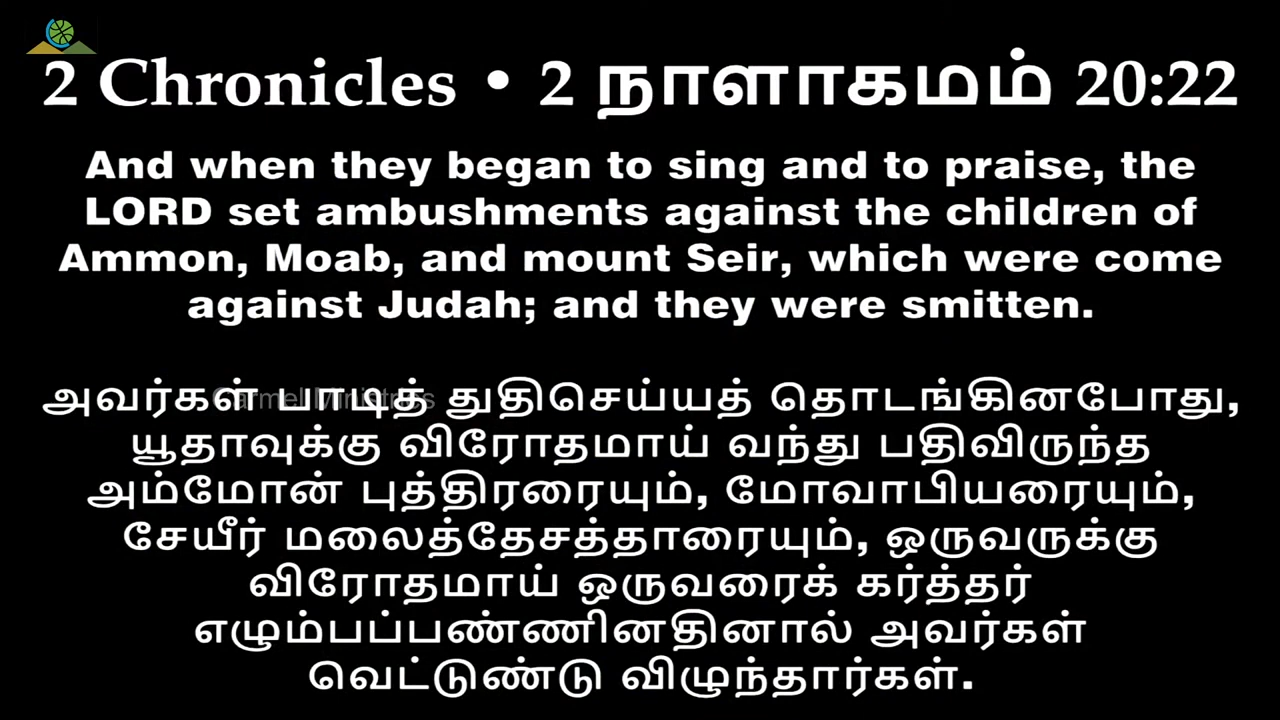 2 Chronicles • 2 நாளாகமம் 20:22
And when they began to sing and to praise, the
LORD set ambushments against the children of
Ammon, Moab, and mount Seir, which were come
against Judah; and they were smitten.
அவர்கள் பாடித் துதிசெய்யத் தொடங்கினபோது,
Carmel Ministries
யூதாவுக்கு விரோதமாய் வந்து பதிவிருந்த
அம்மோன் புத்திரரையும், மோவாபியரையும்,
சேயீர் மலைத்தேசத்தாரையும், ஒருவருக்கு
விரோதமாய் ஒருவரைக் கர்த்தர்
எழும்பப்பண்ணினதினால் அவர்கள்
வெட்டுண்டு விழுந்தார்கள்.